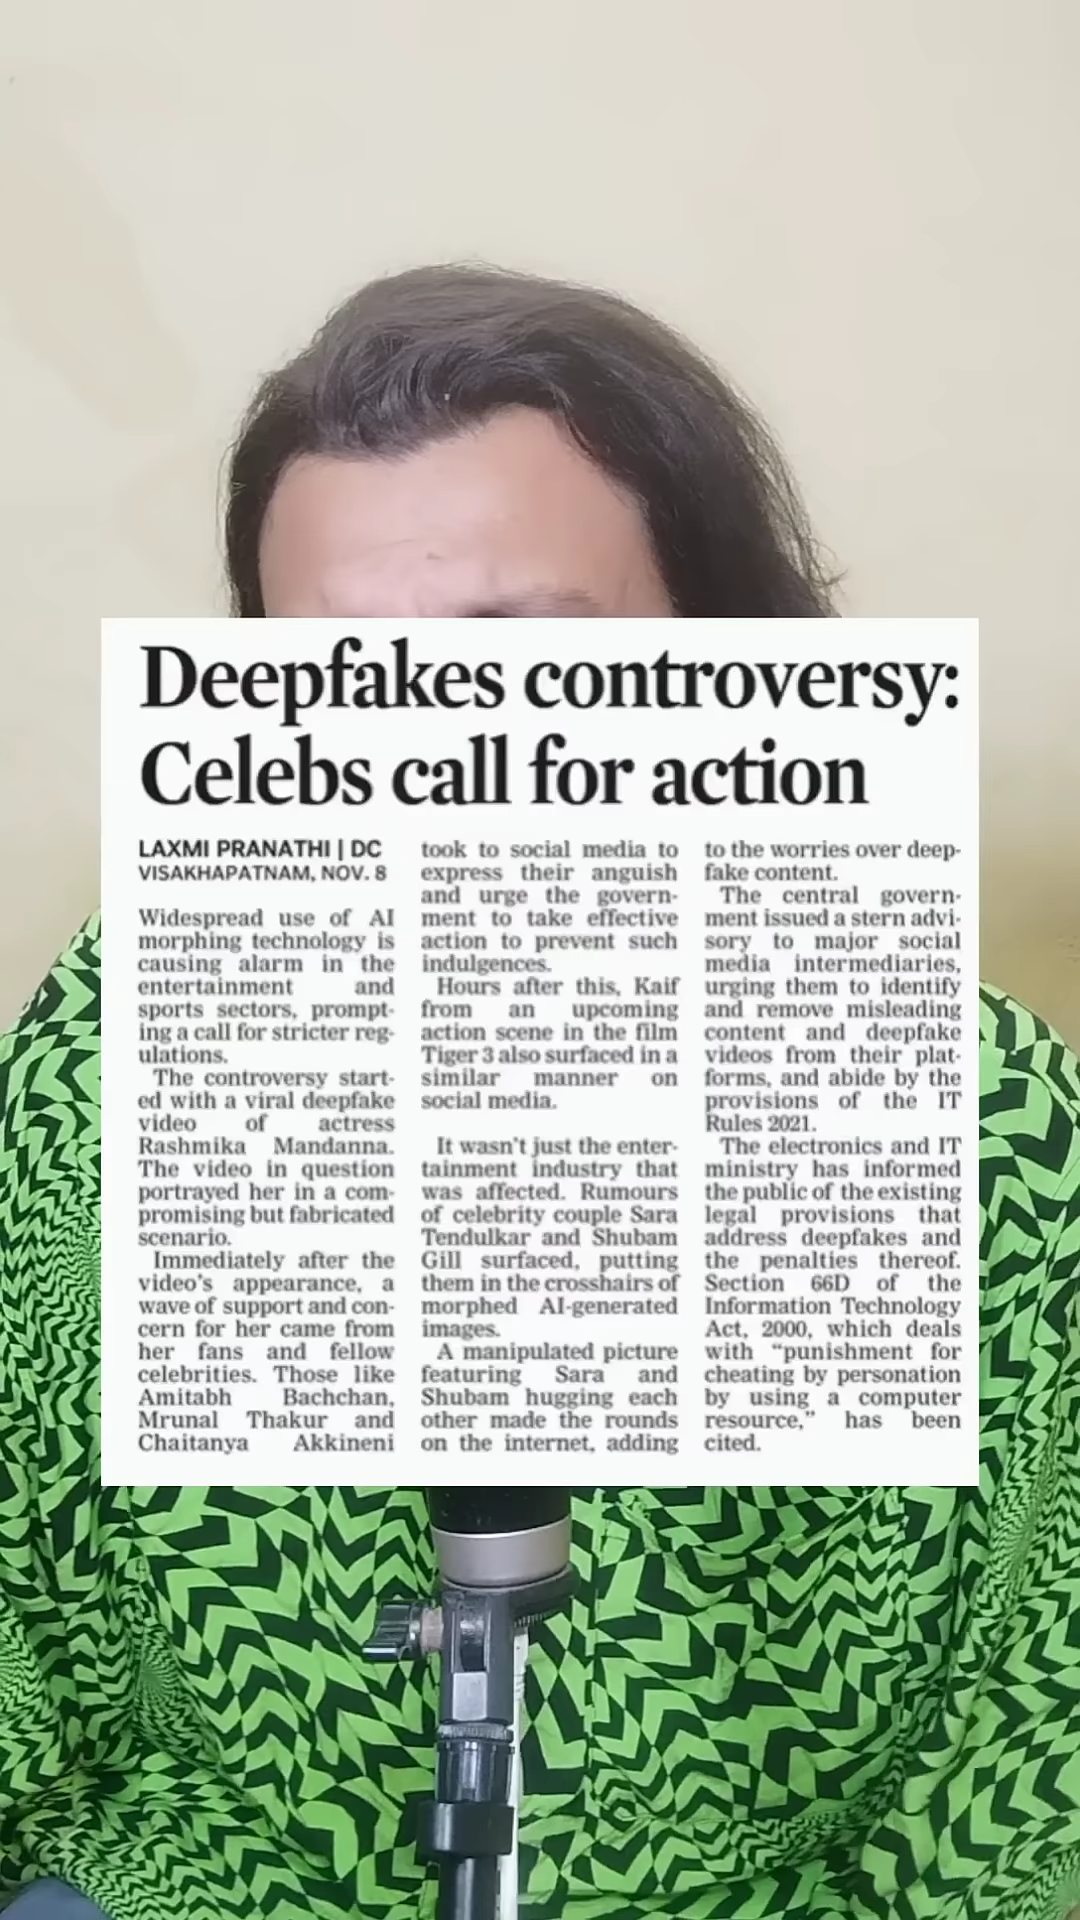 Deepfakes controversy:
Celebs call for action
LAXMI PRANATHI | DC
VISAKHAPATNAM, NOV. 8
Widespread use of AI
morphing technology is
causing alarm in the
entertainment and
sports sectors, prompt-
ing a call for stricter reg-
ulations.
The controversy start-
ed with a viral deepfake
video of actress
Rashmika Mandanna.
The video in question
portrayed her in a com-
promising but fabricated
scenario.
Immediately after the
video's appearance, a
wave of support and con-
cern for her came from
her fans and fellow
celebrities. Those like
Amitabh Bachchan,
Mrunal Thakur and
Chaitanya Akkineni
took to social media to
express their anguish
and urge the govern-
ment to take effective
action to prevent such
indulgences.
Hours after this, Kaif
from an upcoming
action scene in the film
Tiger 3 also surfaced in a
similar manner on
social media.
It wasn't just the enter-
tainment industry that
was affected. Rumours
of celebrity couple Sara
Tendulkar and Shubam
Gill surfaced, putting
them in the crosshairs of
morphed AI-generated
images.
A manipulated picture
featuring Sara and
Shubam hugging each
other made the rounds
on the internet, adding
to the worries over deep-
fake content.
The central govern-
ment issued a stern advi-
sory to major social
media intermediaries,
urging them to identify
and remove misleading
content and deepfake
videos from their plat-
forms, and abide by the
provisions of the IT
Rules 2021.
The electronics and IT
ministry has informed
the public of the existing
legal provisions that
address deepfakes and
the penalties thereof.
Section 66D of the
Information Technology
Act, 2000, which deals
with "punishment for
cheating by personation
by using a computer
resource," has been
cited.